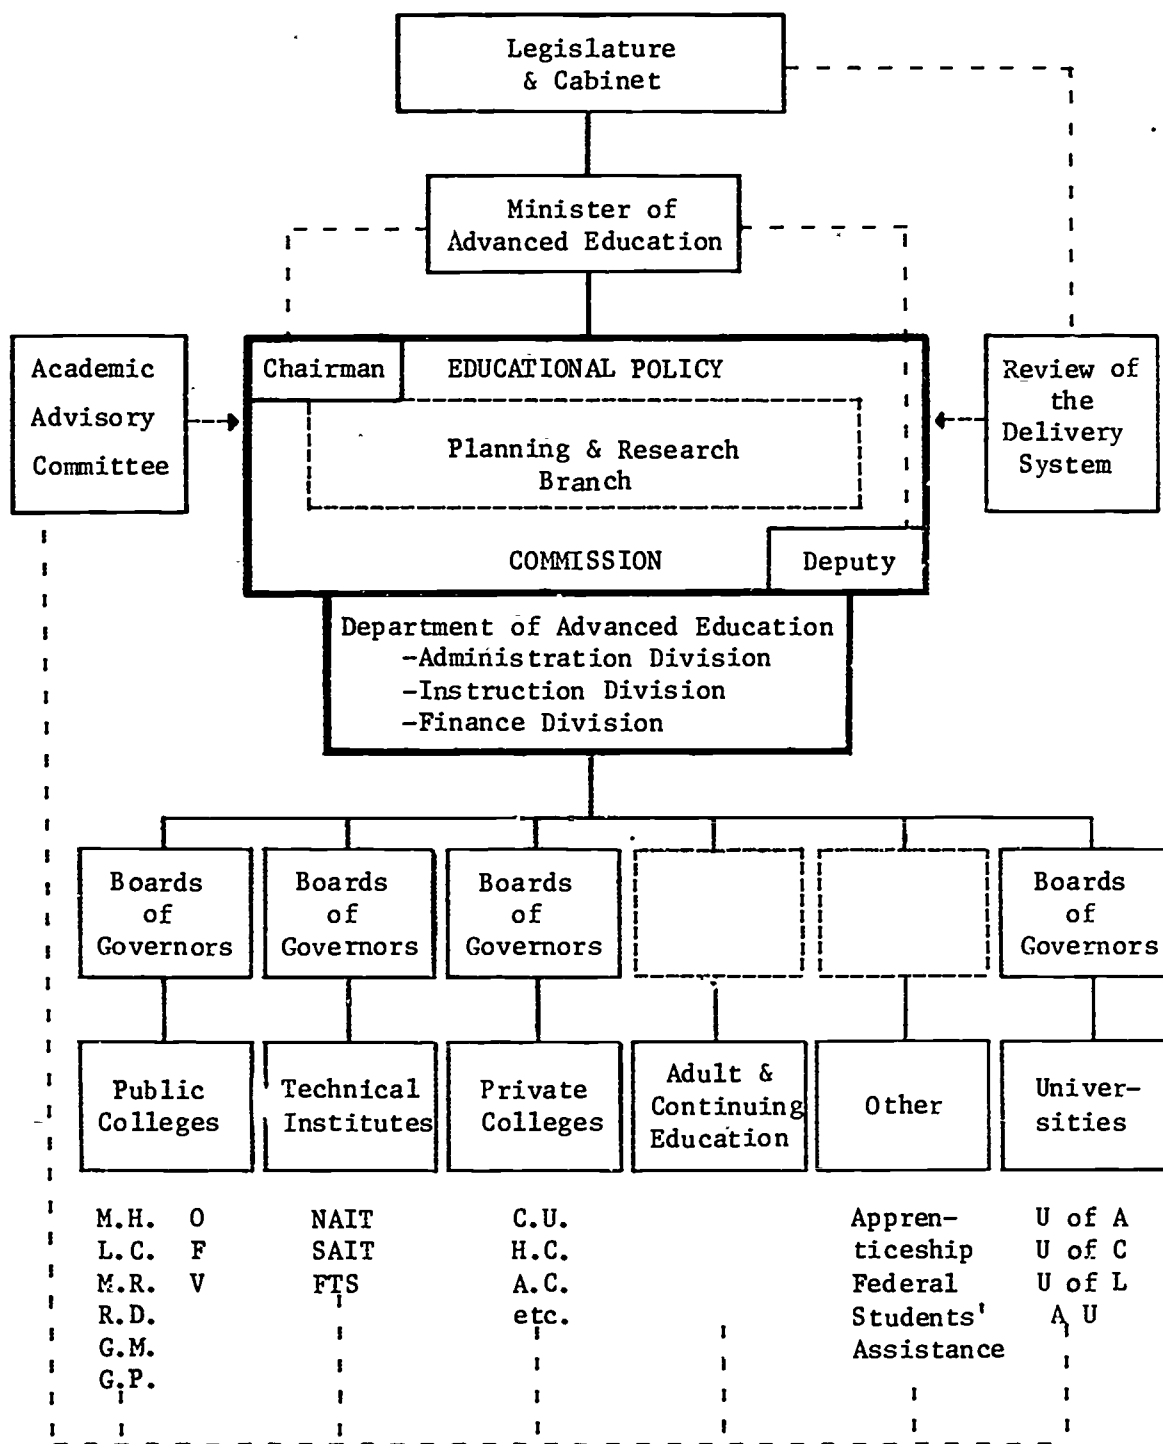 Legislature
& Cabinet
Minister of
Advanced Education
Academic
Advisory
Committee
Chairman
EDUCATIONAL POLICY
Planning & Research
Branch
COMMISSION
Deputy
Review of
the
Delivery
System
Department of Advanced Education
-Administration Division
-Instruction Division
-Finance Division
Boards
of
Governors
Boards
of
Governors
Boards
of
Governors
Boards
of
Governors
Public
Colleges
Technical
Institutes
Private
Colleges
Adult &
Continuing
Education
Other
Univer-
sities
M.H. O
L.C. F
M.R. V
R.D.
G.M.
G.P.
NAIT
SAIT
FTS
C.U.
H.C.
A.C.
etc.
Appren-
ticeship
Federal
Students'
Assistance
U of A
U of C
U of L
A U